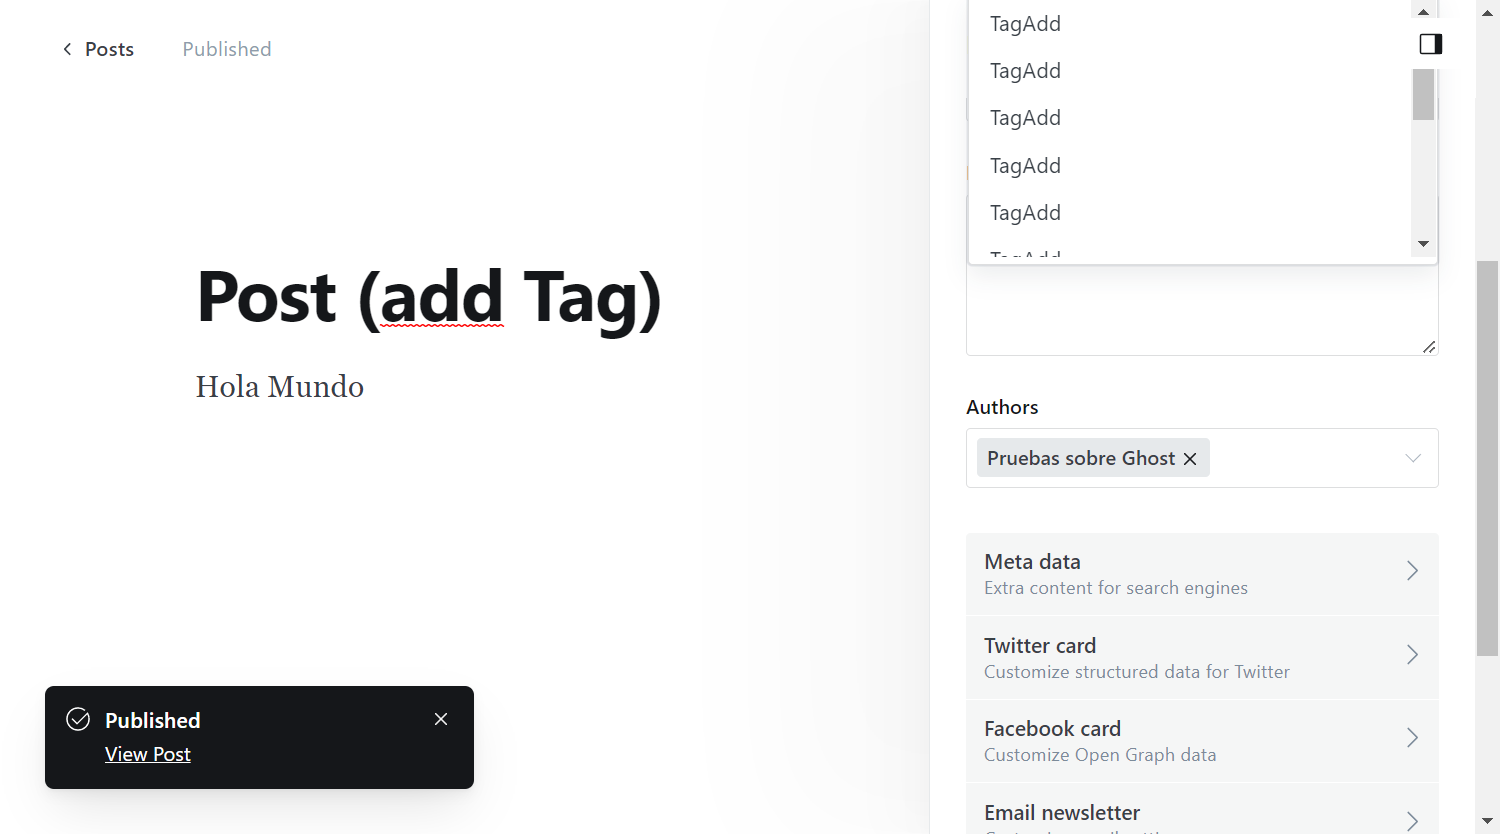 Posts
Published
Post (add Tag)
Hola Mundo
Published
View Post
TagAdd
TagAdd
TagAdd
TagAdd
TagAdd
TagAdd
Authors
Pruebas sobre Ghost
Meta data
Extra content for search engines
Twitter card
Customize structured data for Twitter
Facebook card
Customize Open Graph data
Email newsletter